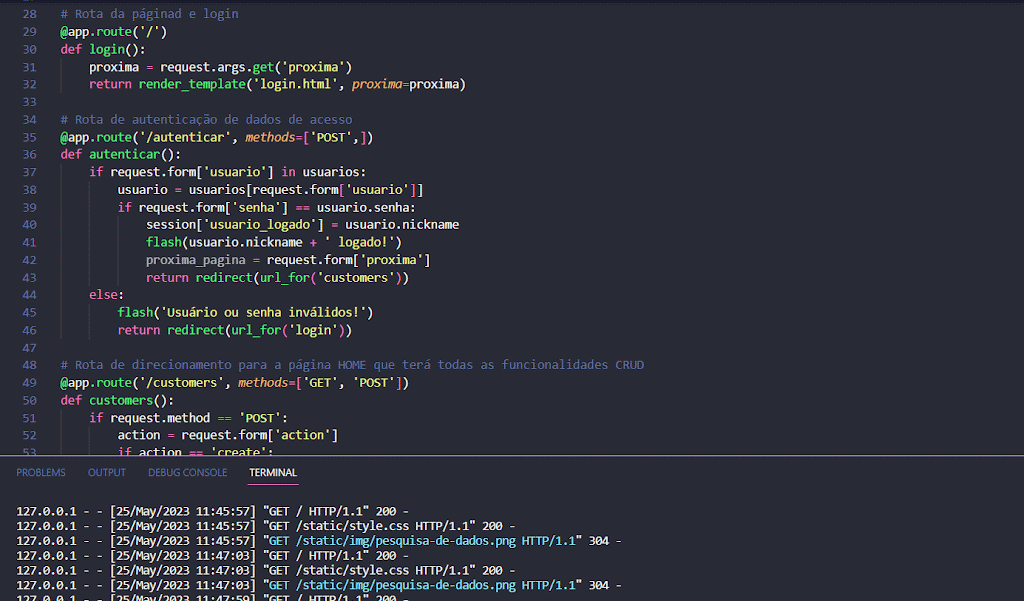 28 # Rota da páginad e login
29 @app.route('/')
30 def login():
31 proxima = request.args.get('proxima')
32 return render_template('login.html', proxima=proxima)
33
34 # Rota de autenticação de dados de acesso
35 @app.route('/autenticar', methods=['POST',])
36 def autenticar():
37 if request.form['usuario'] in usuarios:
38 usuario = usuarios[request.form['usuario']]
39 if request.form['senha'] == usuario.senha:
40 session['usuario_logado'] = usuario.nickname
41 flash(usuario.nickname + ' logado!')
42 proxima_pagina = request.form['proxima']
43 return redirect(url_for('customers'))
44 else:
45 flash('Usuário ou senha inválidos!')
46 return redirect(url_for('login'))
47
48 # Rota de direcionamento para a página HOME que terá todas as funcionalidades CRUD
49 @app.route('/customers', methods=['GET', 'POST'])
50 def customers():
51 if request.method == 'POST':
52 action = request.form['action']
53 if action == 'create':
PROBLEMS OUTPUT DEBUG CONSOLE TERMINAL
127.0.0.1 - - [25/May/2023 11:45:57] "GET / HTTP/1.1" 200 -
127.0.0.1 - - [25/May/2023 11:45:57] "GET /static/style.css HTTP/1.1" 200 -
127.0.0.1 - - [25/May/2023 11:45:57] "GET /static/img/pesquisa-de-dados.png HTTP/1.1" 304 -
127.0.0.1 - - [25/May/2023 11:47:03] "GET / HTTP/1.1" 200 -
127.0.0.1 - - [25/May/2023 11:47:03] "GET /static/style.css HTTP/1.1" 200 -
127.0.0.1 - - [25/May/2023 11:47:03] "GET /static/img/pesquisa-de-dados.png HTTP/1.1" 304 -
127.0.0.1 - - [25/May/2023 11:47:59] "GET / HTTP/1.1" 200 -